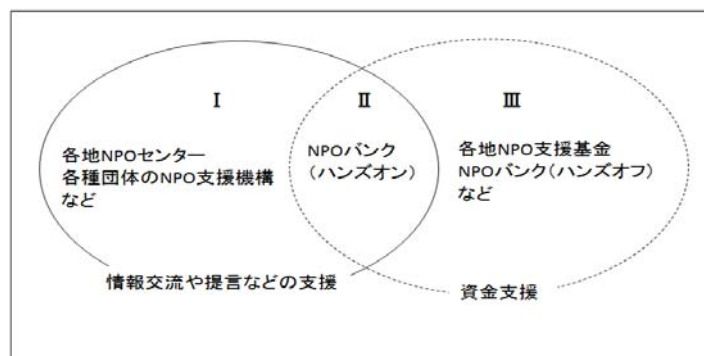 Ⅰ
Ⅱ
Ⅲ
各地NPOセンター
各種団体のNPO支援機構
など
NPOバンク
（ハンズオン）
各地NPO支援基金
NPOバンク（ハンズオフ）
など
情報交流や提言などの支援
資金支援